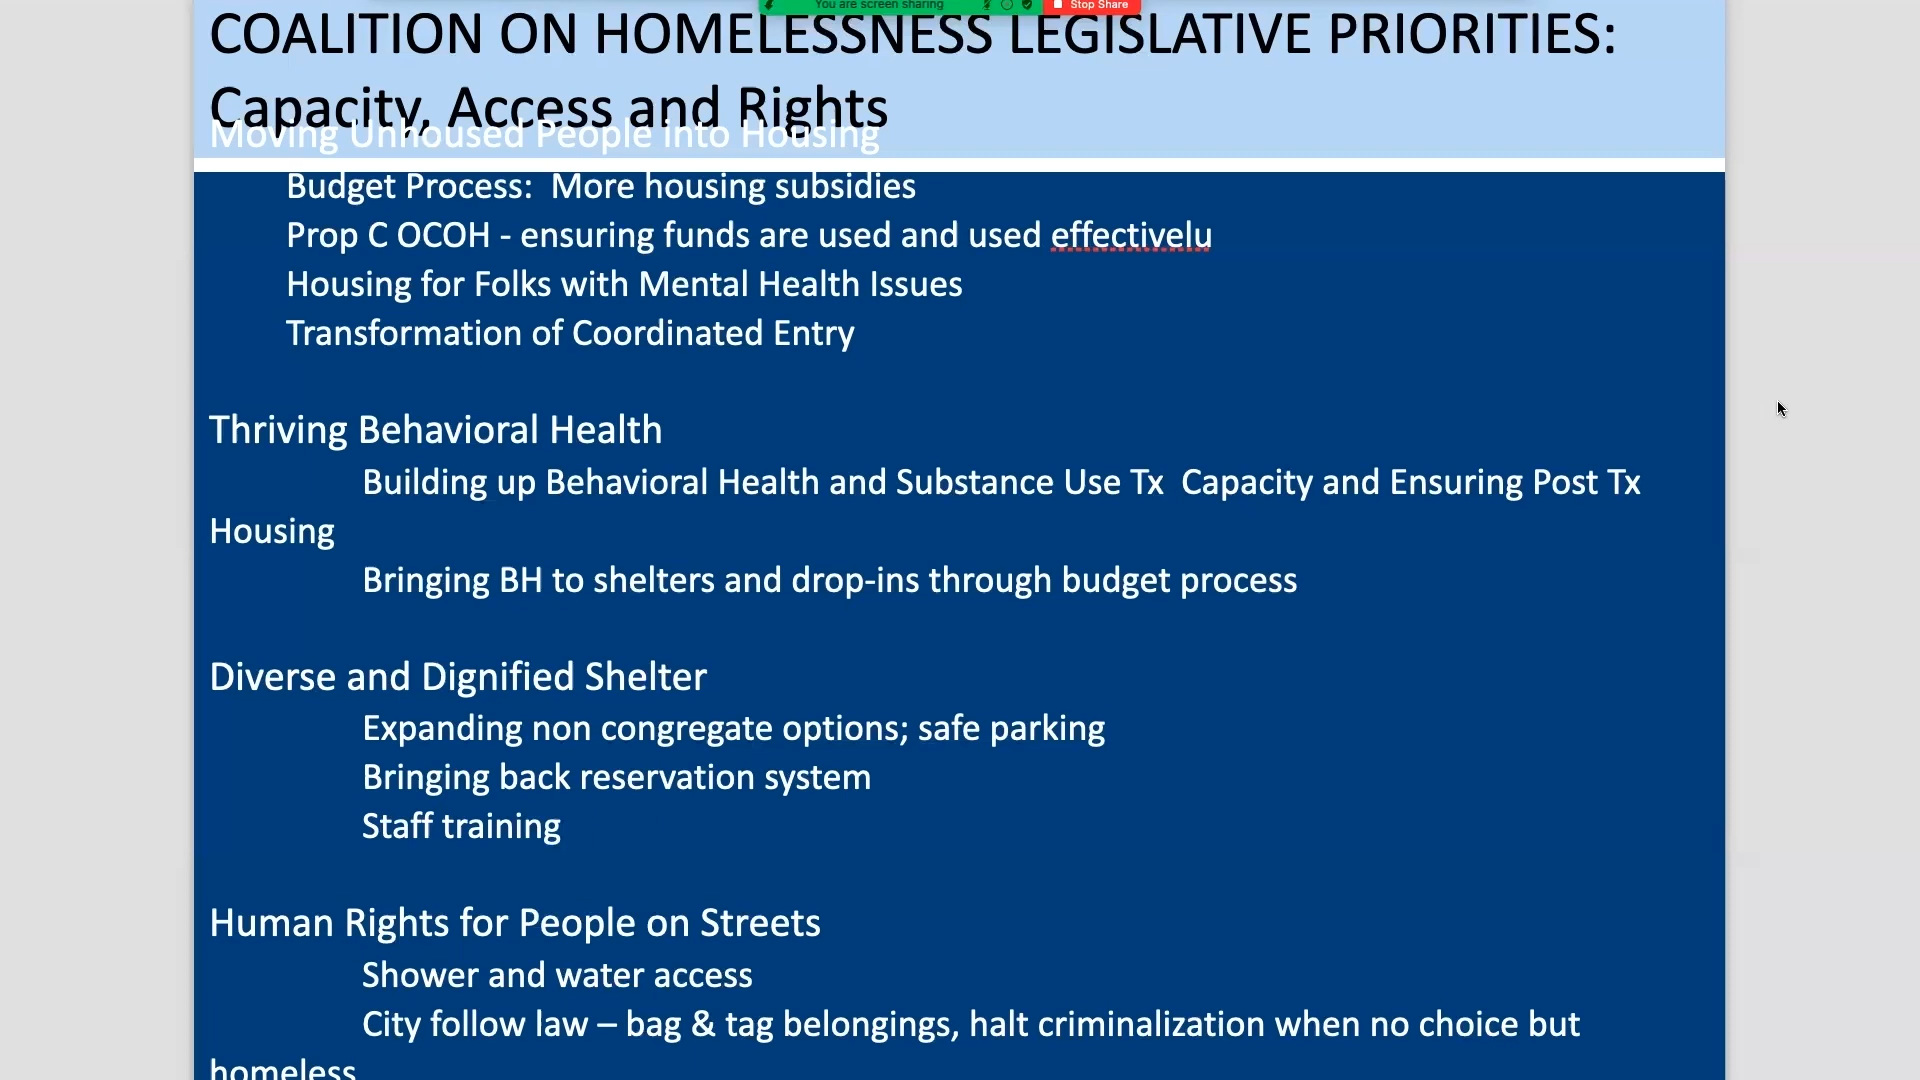 You are screen sharing
Stop Share
COALITION ON HOMELESSNESS LEGISLATIVE PRIORITIES:
Capacity, Access and Rights
Moving Unhoused People into Housing
Budget Process:  More housing subsidies
Prop C OCOH - ensuring funds are used and used effectivelu
Housing for Folks with Mental Health Issues
Transformation of Coordinated Entry
Thriving Behavioral Health
Building up Behavioral Health and Substance Use Tx  Capacity and Ensuring Post Tx
Housing
Bringing BH to shelters and drop-ins through budget process
Diverse and Dignified Shelter
Expanding non congregate options; safe parking
Bringing back reservation system
Staff training
Human Rights for People on Streets
Shower and water access
City follow law – bag & tag belongings, halt criminalization when no choice but
homeless